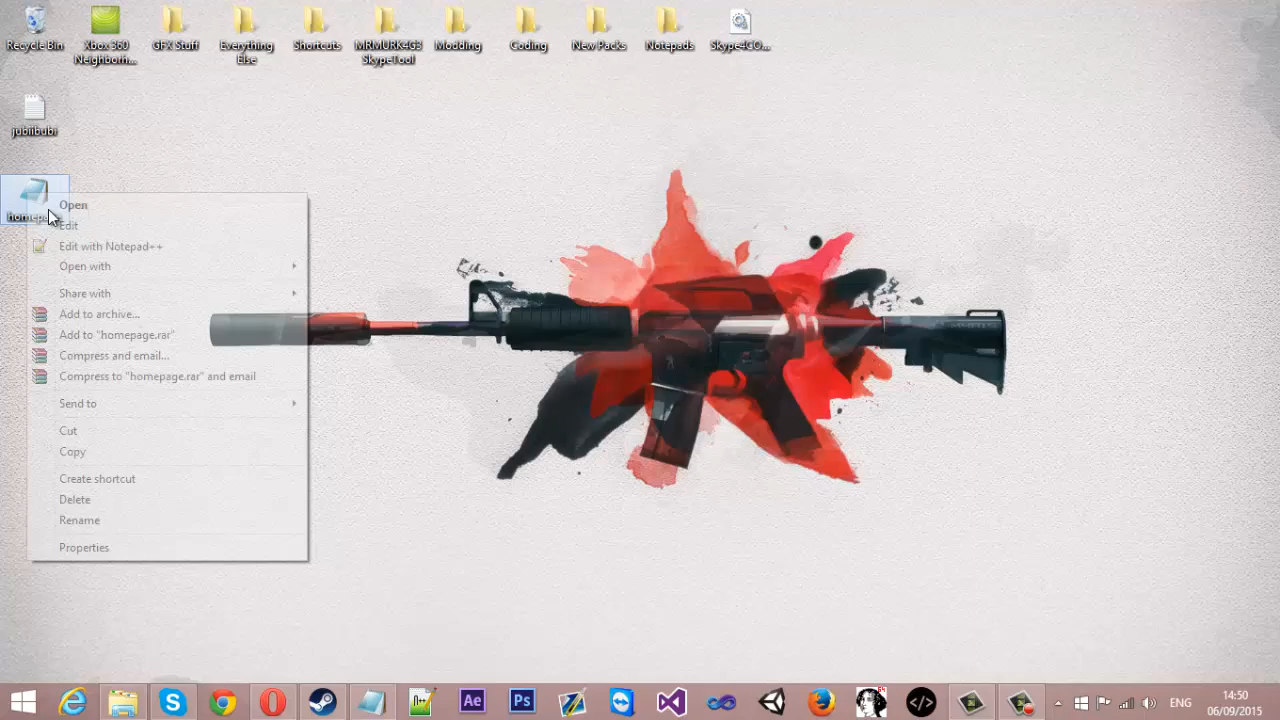 Recycle Bin
Xbox 360
Neighborh...
GFX Stuff
Everything
Else
Shortcuts
MRMURK4G3
SkypeTool
Modding
Coding
New Packs
Notepads
Skype4CO...
Open
Edit
Edit with Notepad++
Open with
Share with
Add to archive...
Add to "homepage.rar"
Compress and email...
Compress to "homepage.rar" and email
Send to
Cut
Copy
Create shortcut
Delete
Rename
Properties
n++
Ae
Ps
</>
64
ENG
14:50
06/09/2015